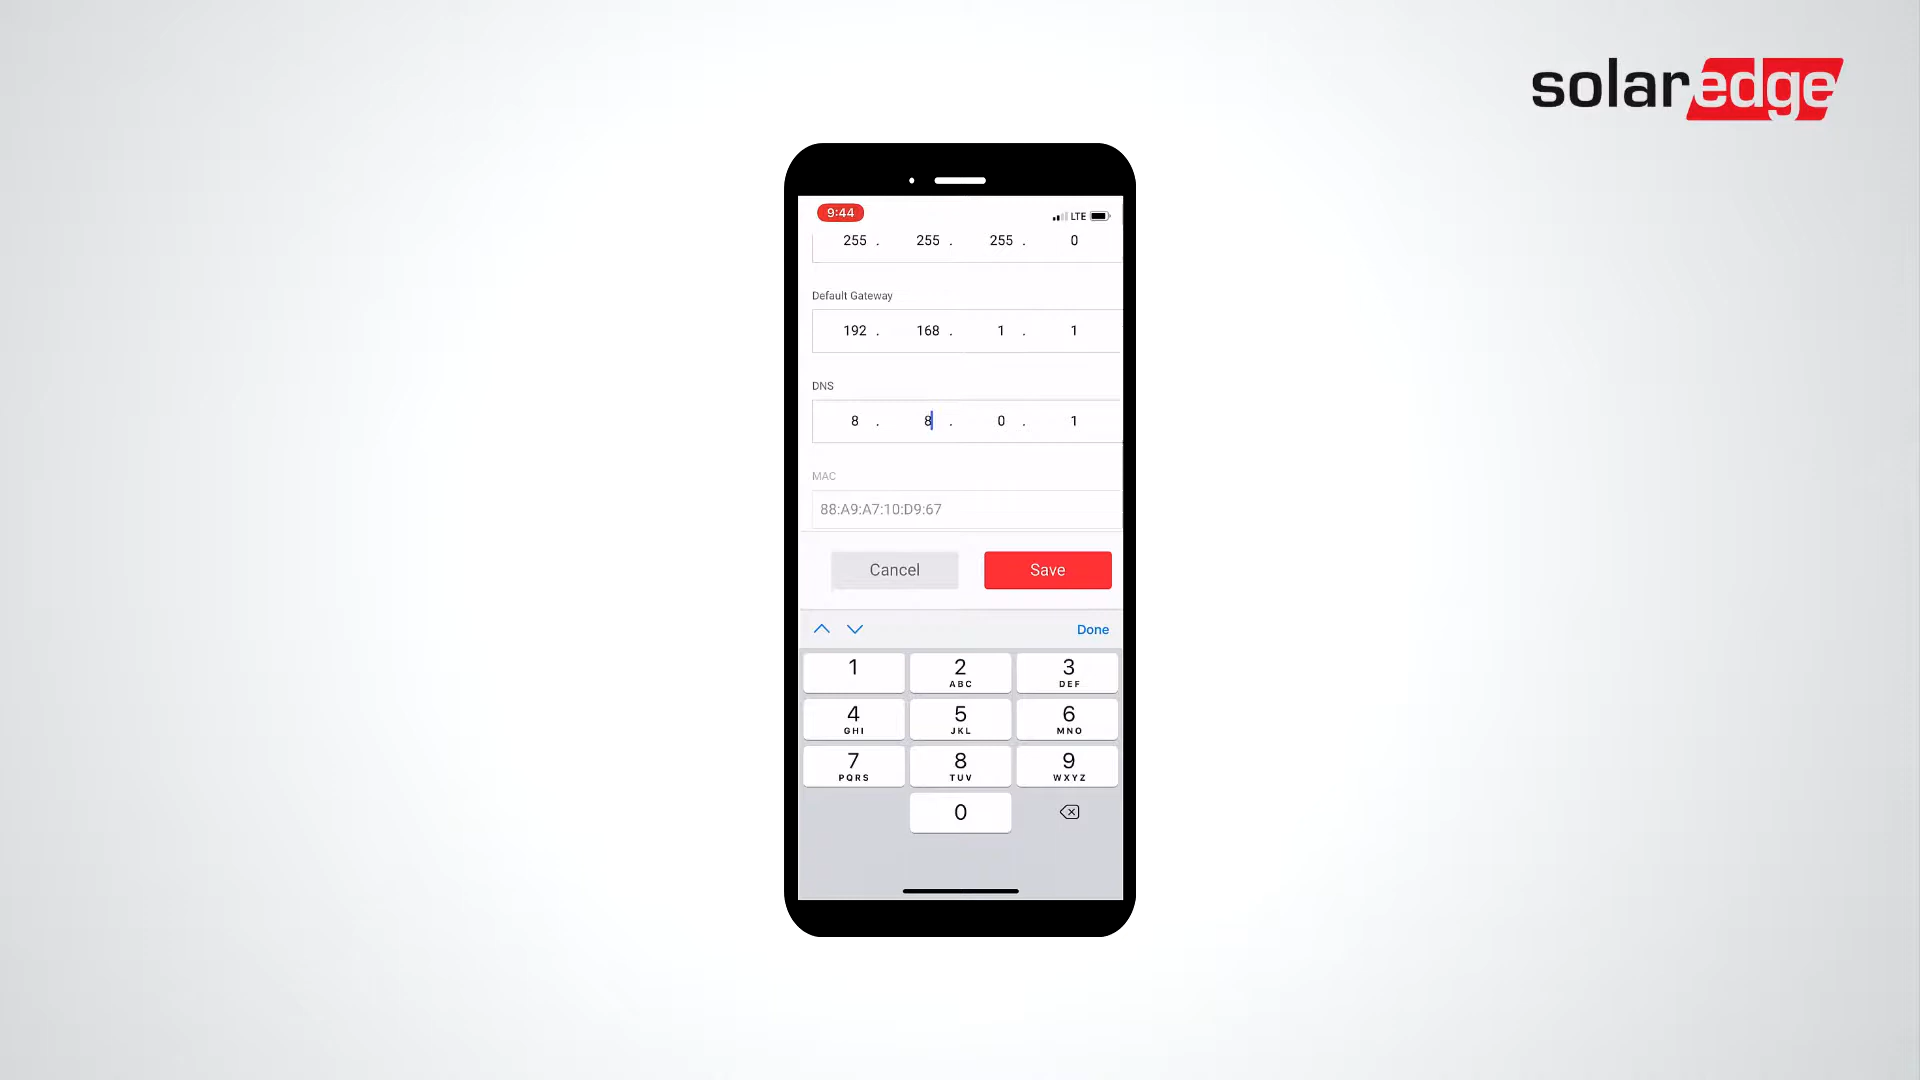 solaredge
9:44 LTE
255 . 255 . 255 . 0
Default Gateway
192 . 168 . 1 . 1
DNS
8 . 8 . 0 . 1
MAC
88:A9:A7:10:D9:67
Cancel Save
Done
1 2 3
ABC DEF
4 5 6
GHI JKL MNO
7 8 9
PQRS TUV WXYZ
0